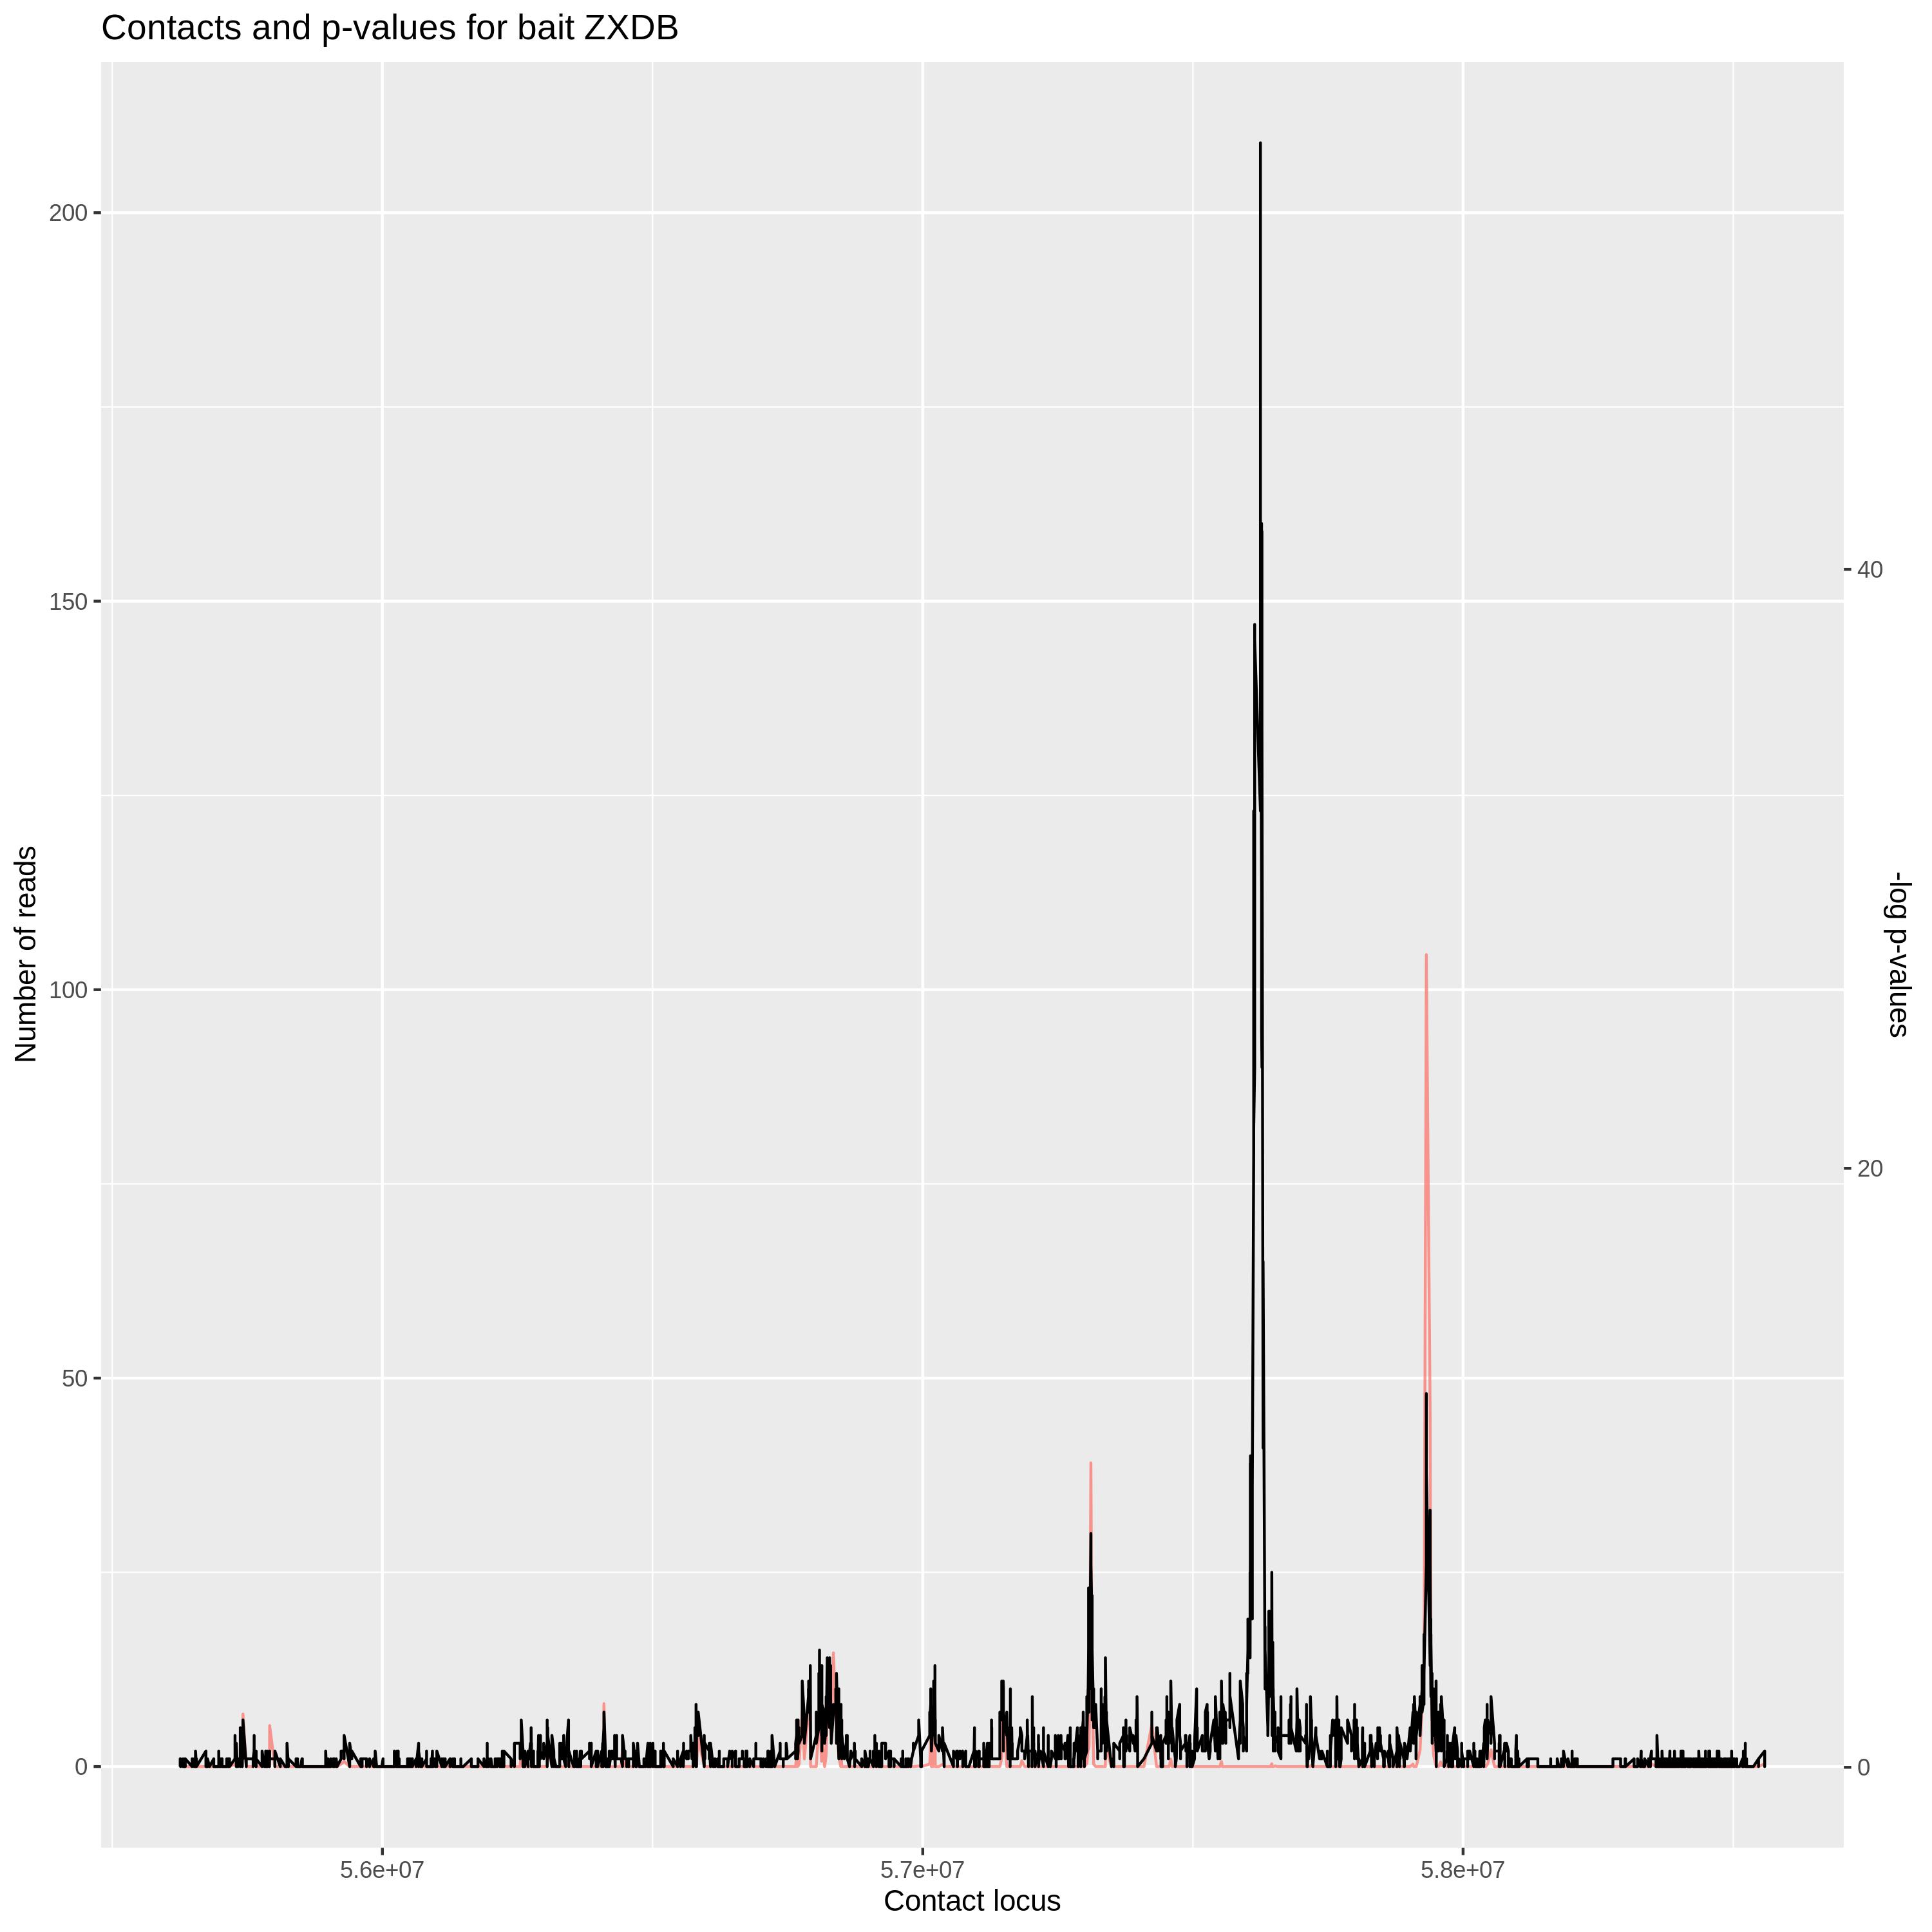 Contacts and p-values for bait ZXDB
200
150
100
50
0
40
20
0
Number of reads
-log p-values
5.6e+07
5.7e+07
5.8e+07
Contact locus